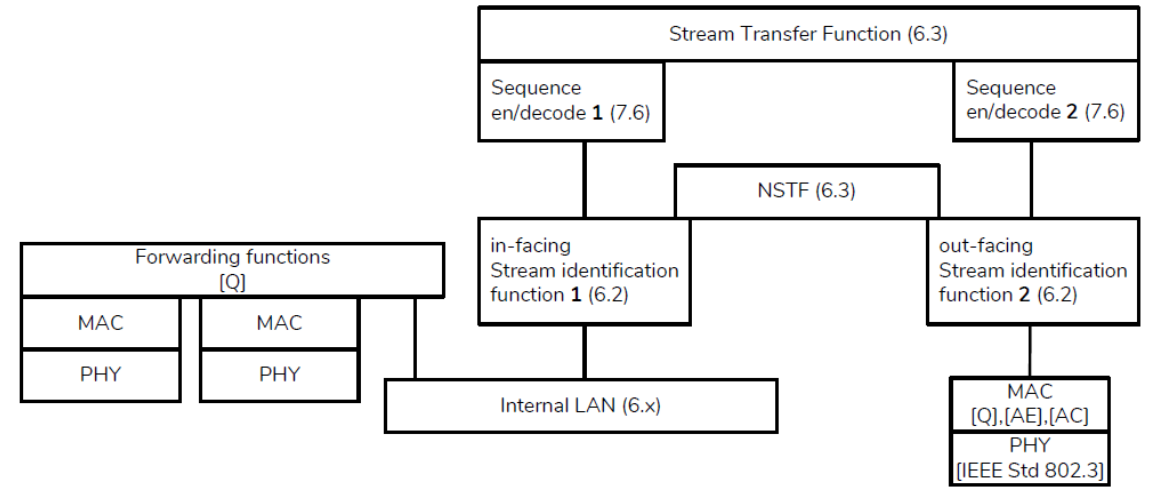 Stream Transfer Function (6.3)
Sequence
en/decode 1 (7.6)
Sequence
en/decode 2 (7.6)
NSTF (6.3)
in-facing
Stream identification
function 1 (6.2)
out-facing
Stream identification
function 2 (6.2)
Forwarding functions
[Q]
MAC
PHY
MAC
PHY
Internal LAN (6.x)
MAC
[Q],[AE],[AC]
PHY
[IEEE Std 802.3]